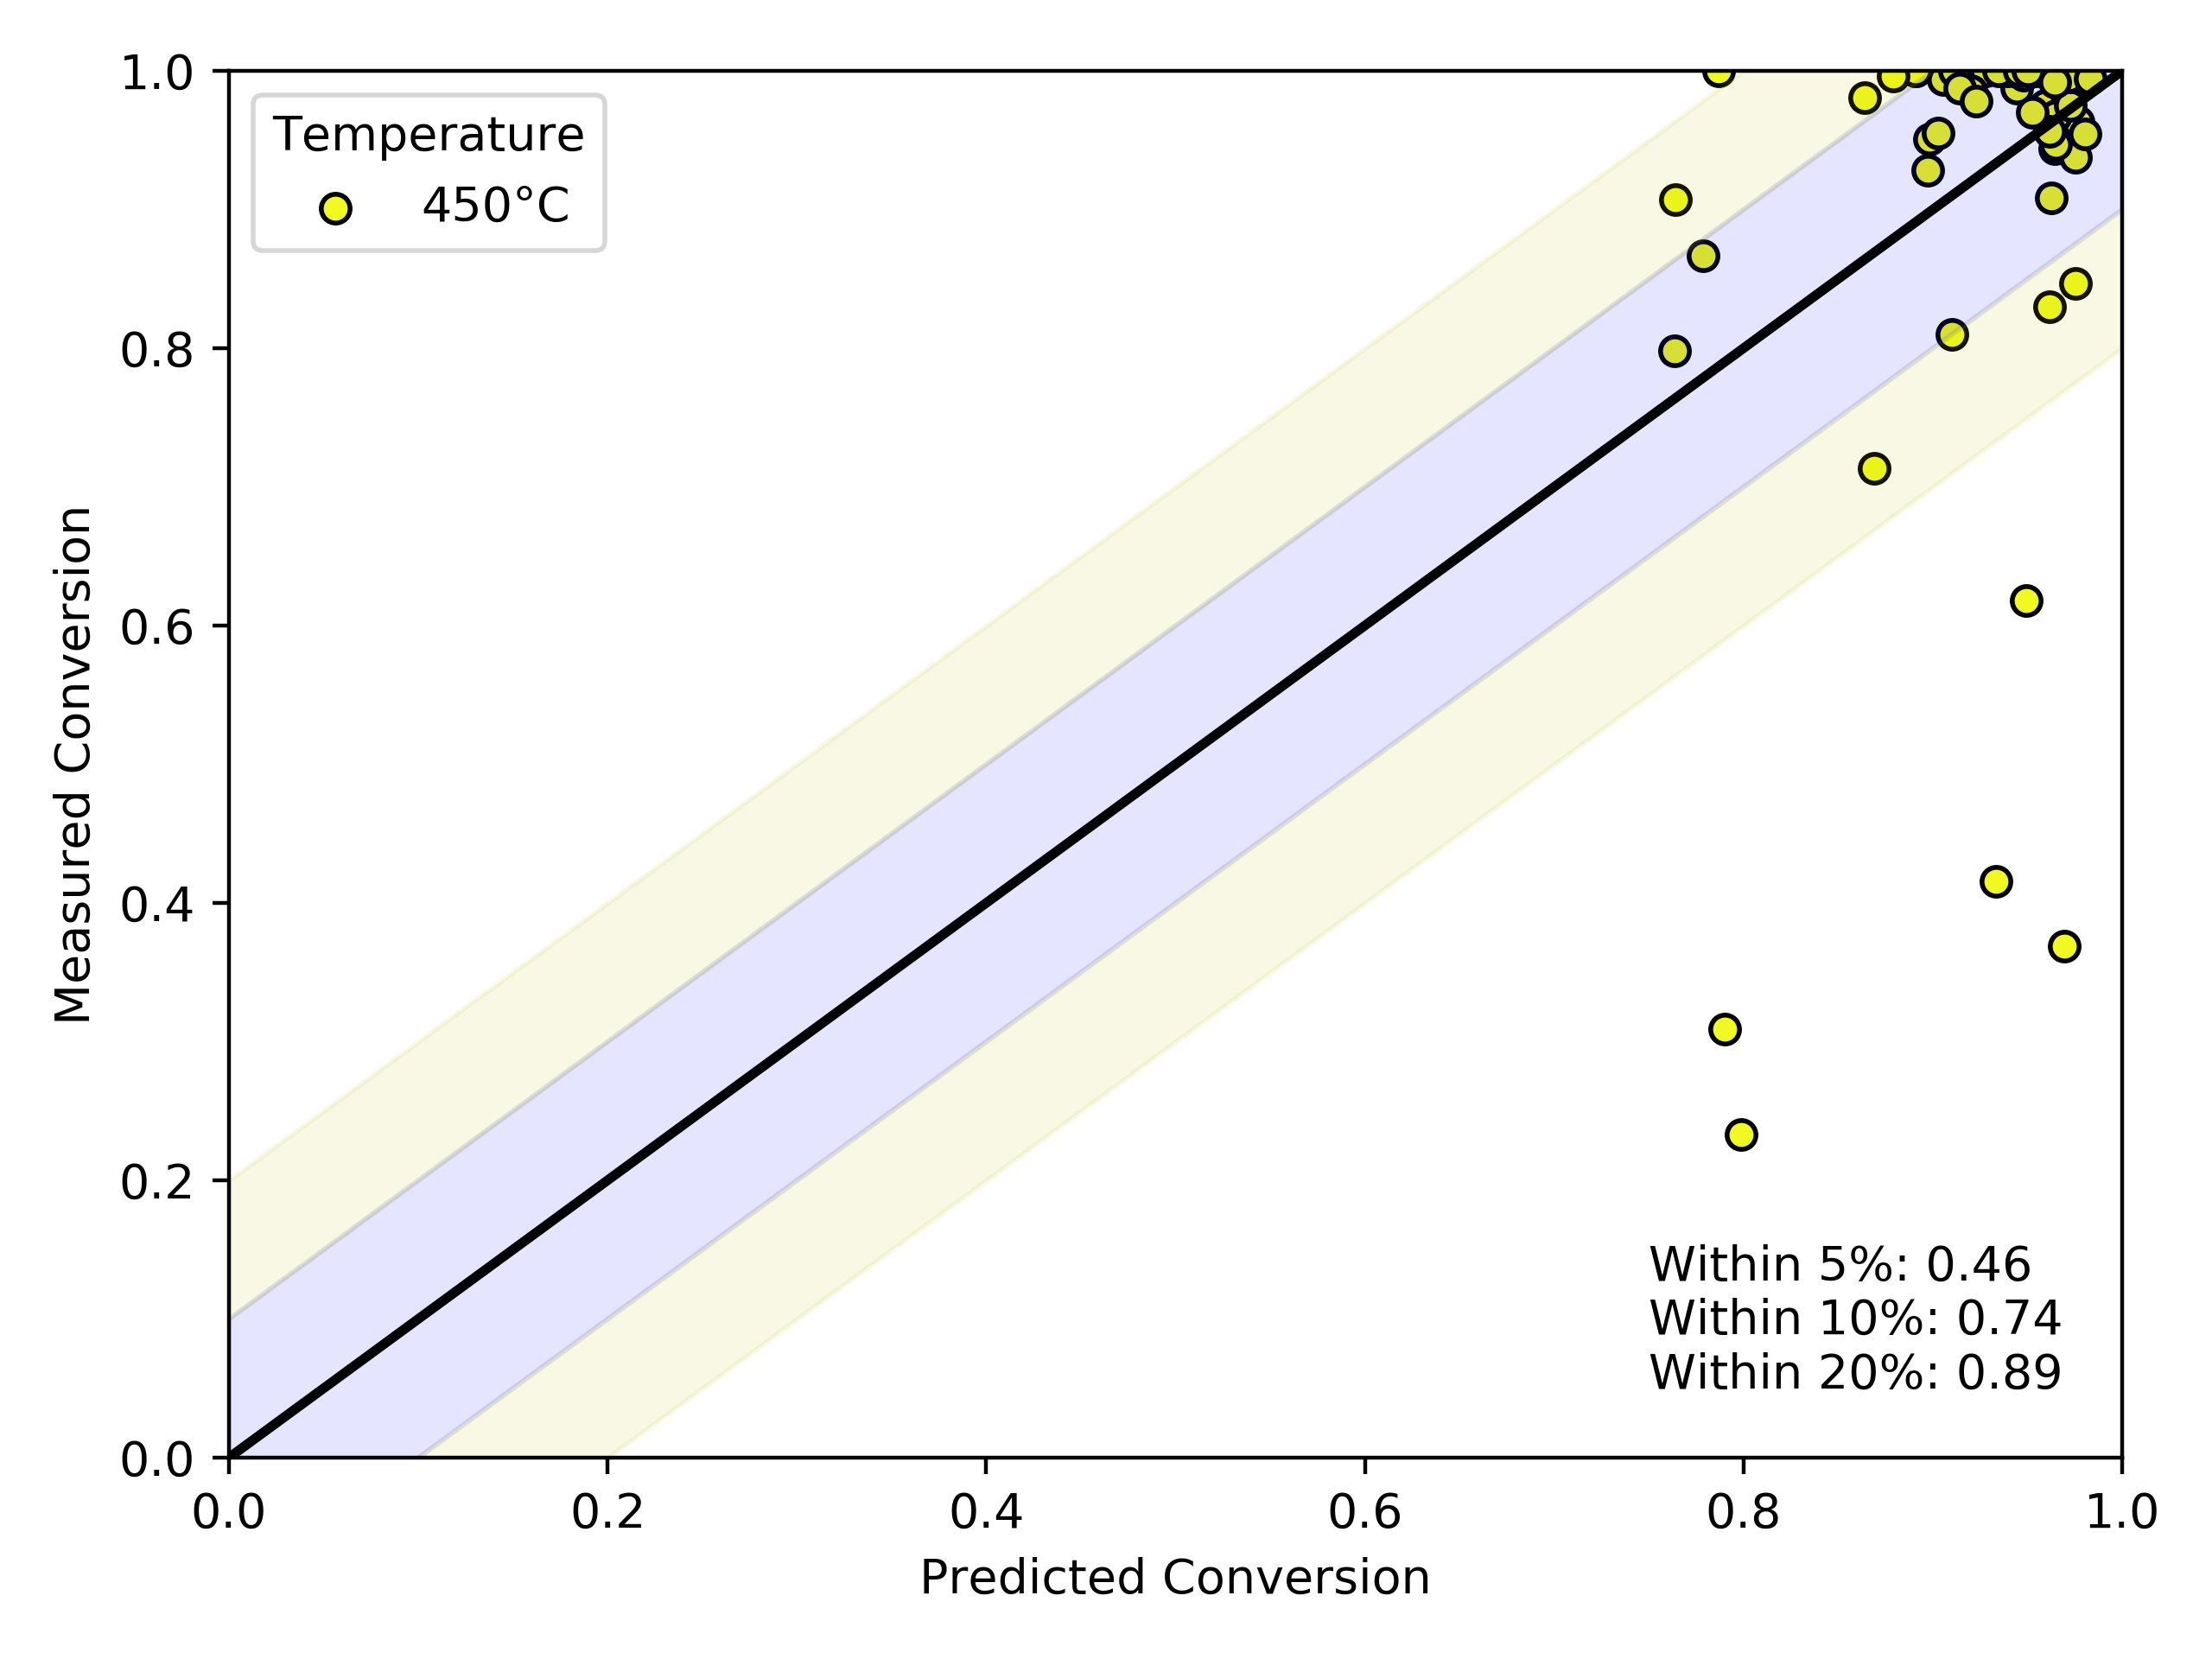 1.0
0.8
0.6
0.4
0.2
0.0
Measured Conversion
Temperature
450°C
Within 5%: 0.46
Within 10%: 0.74
Within 20%: 0.89
0.0 0.2 0.4 0.6 0.8 1.0
Predicted Conversion